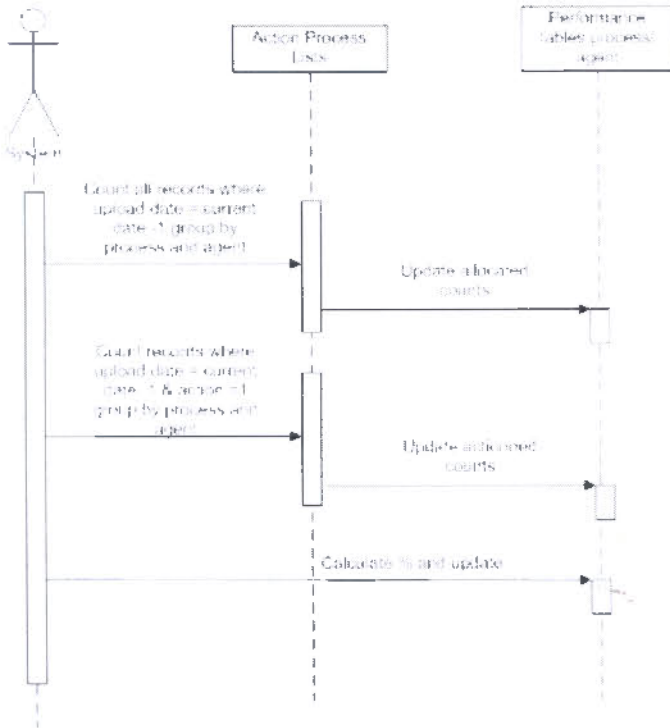 Action Process
Lists
Performance
tables process/
agent
System
Count all records where
upload date = current
date -1 group by
process and agent
Update allocated
counts
Count records where
upload date = current
date -1 & action =1
group by process and
agent
Update actioned
counts
Calculate % and update